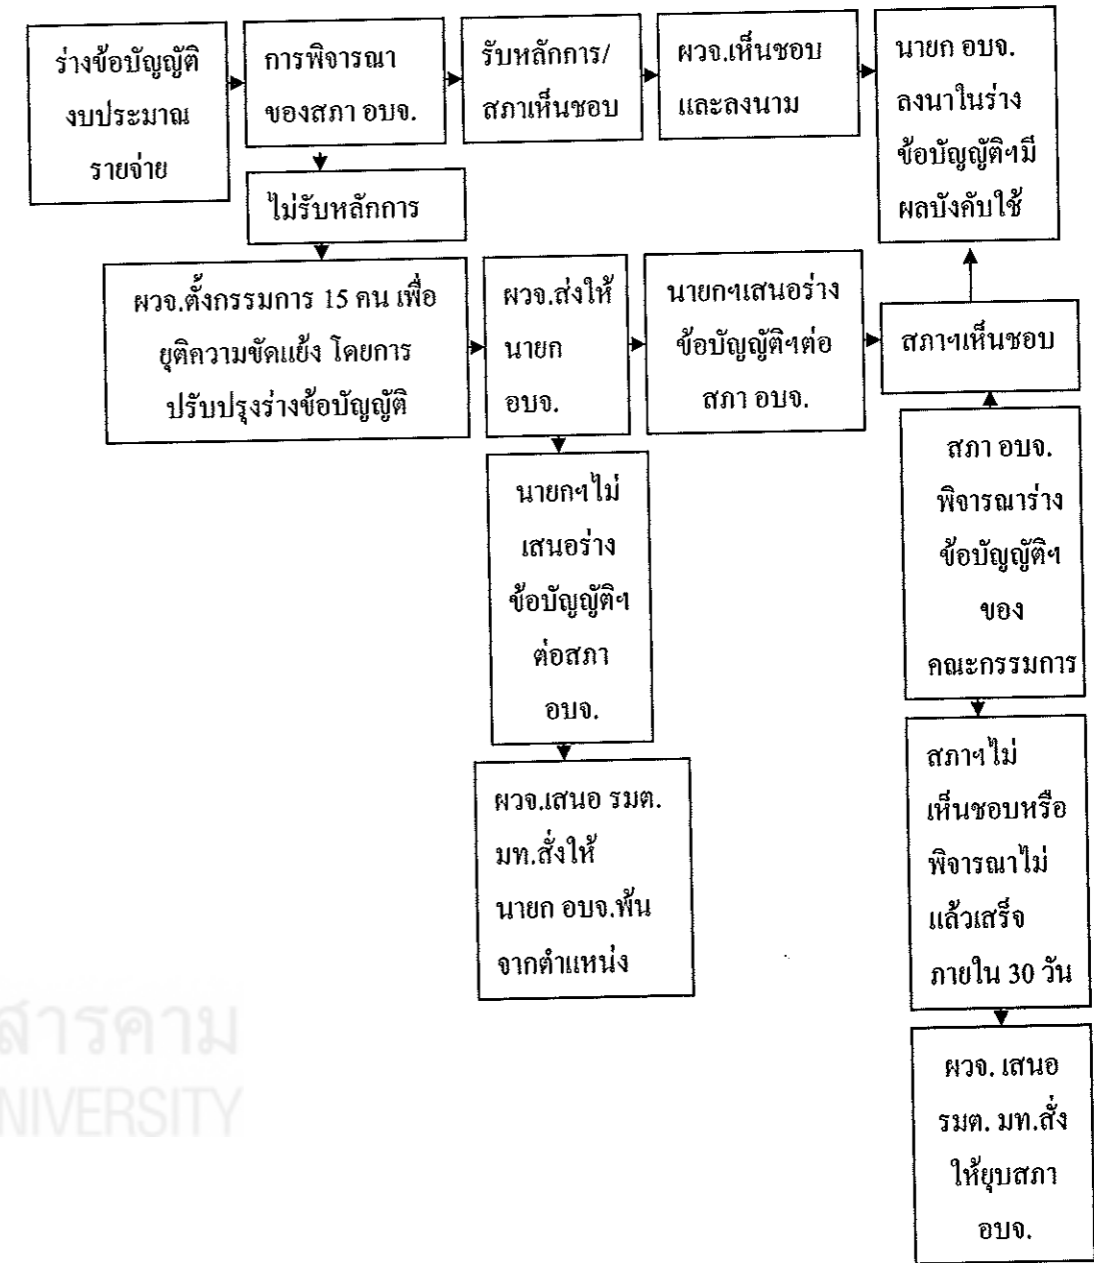 ร่างข้อบัญญัติ
งบประมาณ
รายจ่าย
การพิจารณา
ของสภา อบจ.
รับหลักการ/
สภาเห็นชอบ
ผวจ.เห็นชอบ
และลงนาม
นายก อบจ.
ลงนาในร่าง
ข้อบัญญัติฯมี
ผลบังคับใช้
ไม่รับหลักการ
ผวจ.ตั้งกรรมการ 15 คน เพื่อ
ยุติความขัดแย้ง โดยการ
ปรับปรุงร่างข้อบัญญัติ
ผวจ.ส่งให้
นายก
อบจ.
นายกฯเสนอร่าง
ข้อบัญญัติฯต่อ
สภา อบจ.
สภาฯเห็นชอบ
นายกฯไม่
เสนอร่าง
ข้อบัญญัติฯ
ต่อสภา
อบจ.
สภา อบจ.
พิจารณาร่าง
ข้อบัญญัติฯ
ของ
คณะกรรมการ
ผวจ.เสนอ รมต.
มท.สั่งให้
นายก อบจ.พ้น
จากตำแหน่ง
สภาฯไม่
เห็นชอบหรือ
พิจารณาไม่
แล้วเสร็จ
ภายใน 30 วัน
ผวจ. เสนอ
รมต. มท.สั่ง
ให้ยุบสภา
อบจ.
สารคาม
NIVERSITY